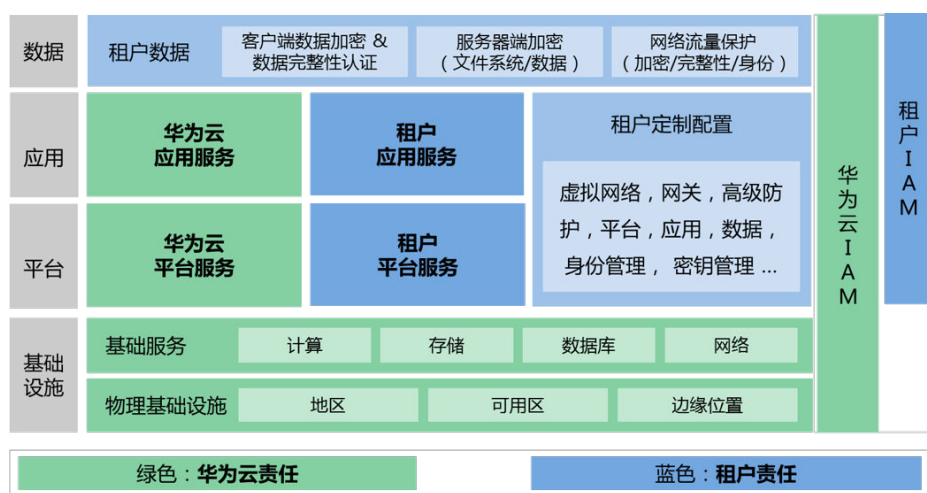 数据
租户数据
客户端数据加密 &
数据完整性认证
服务器端加密
（文件系统/数据）
网络流量保护
（加密/完整性/身份）
应用
华为云
应用服务
租户
应用服务
租户定制配置
虚拟网络，网关，高级防
护，平台，应用，数据，
身份管理， 密钥管理 ...
平台
华为云
平台服务
租户
平台服务
基础
设施
基础服务
计算
存储
数据库
网络
物理基础设施
地区
可用区
边缘位置
华为云IAM
租户IAM
绿色：华为云责任
蓝色：租户责任